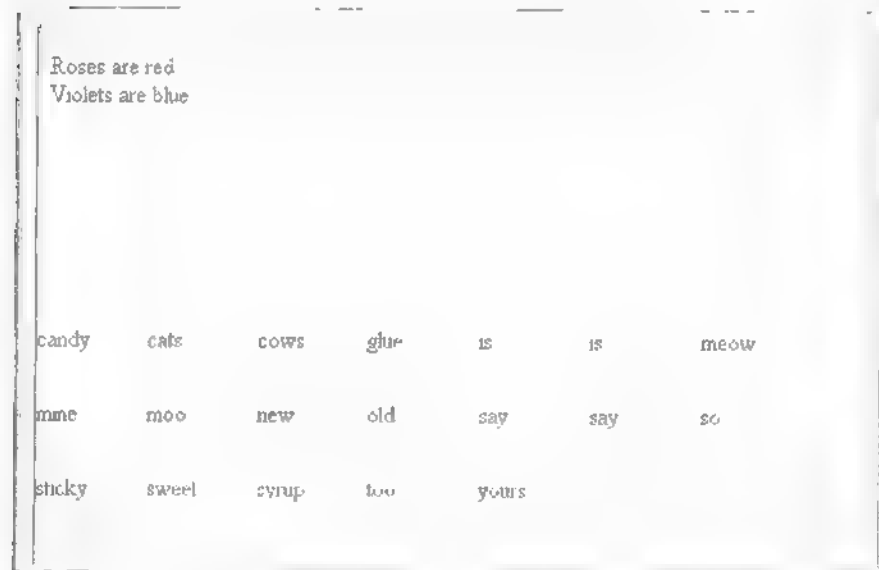 Roses are red
Violets are blue
candy cats cows glue is is meow
mine moo new old say say so
sticky sweet syrup too yours